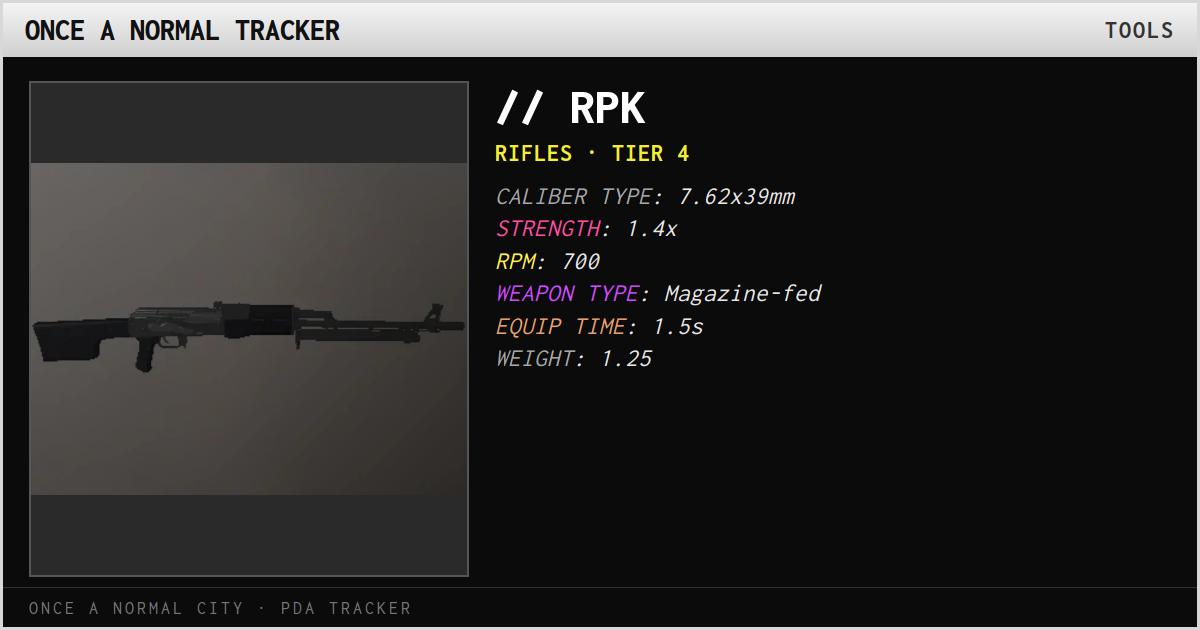 ONCE A NORMAL TRACKER
TOOLS
// RPK
RIFLES · TIER 4
CALIBER TYPE: 7.62x39mm
STRENGTH: 1.4x
RPM: 700
WEAPON TYPE: Magazine-fed
EQUIP TIME: 1.5s
WEIGHT: 1.25
ONCE A NORMAL CITY · PDA TRACKER